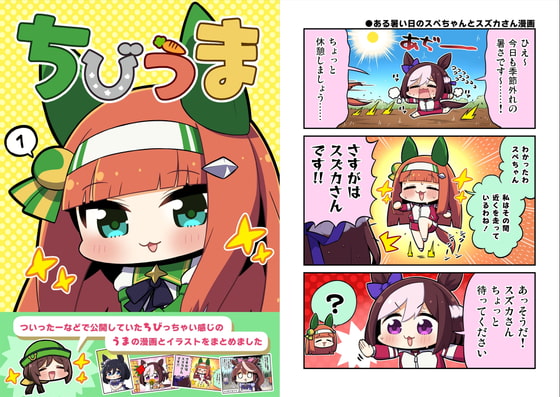 ちびうま
1
ついったーなどで公開していたちびっちゃい感じの
うまの漫画とイラストをまとめました
●ある暑い日のスペちゃんとスズカさん漫画
ひえ~
今日も季節外れの
暑さです~……!
あぢ~
ちょっと
休憩としましょう……
わかったわ
スペちゃん
私はその間
近くを走って
いるわね!
さすがは
スズカさん
です!!
あっそうだ!
スズカさん
ちょっと
待ってください
?